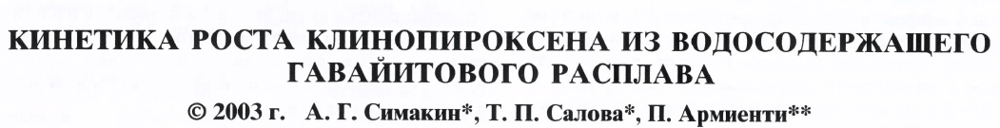 КИНЕТИКА РОСТА КЛИНОПИРОКСЕНА ИЗ ВОДОСОДЕРЖАЩЕГО
ГАВАЙИТОВОГО РАСПЛАВА
© 2003 г. А. Г. Симакин*, Т. П. Салова*, П. Армиенти**